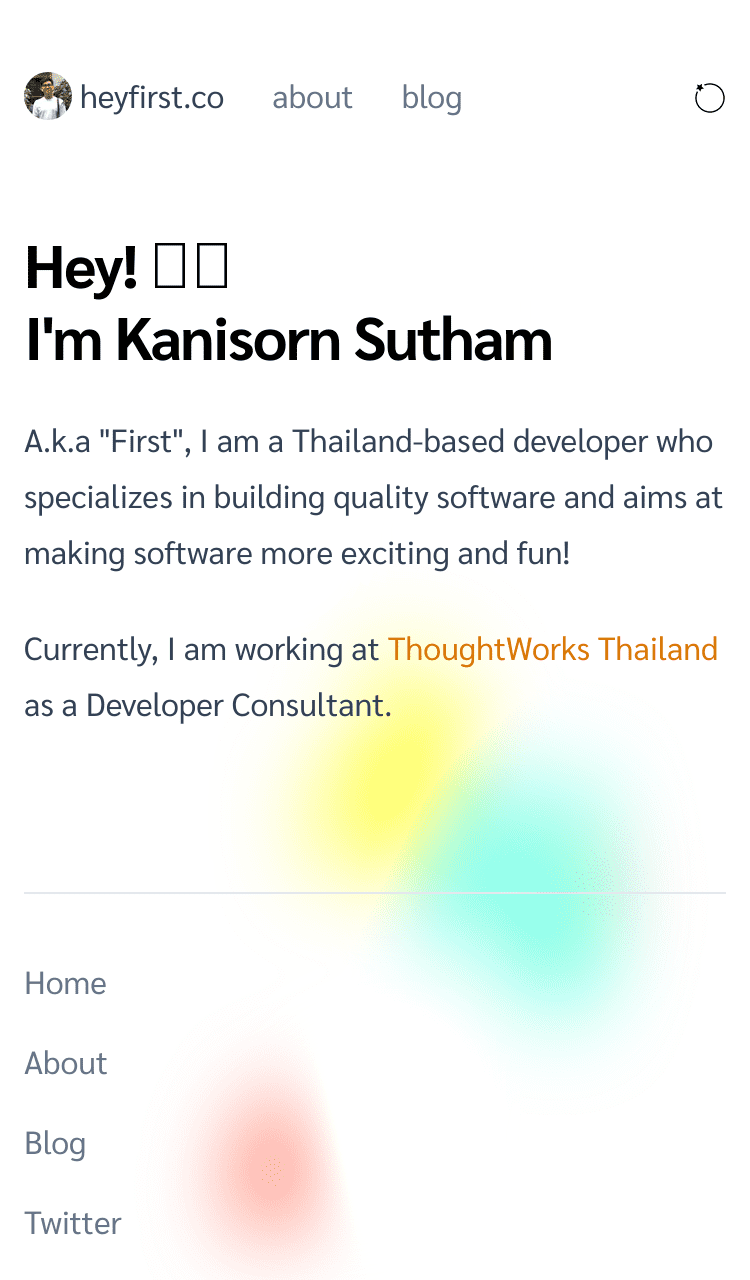 heyfirst.co about blog
Hey!
I'm Kanisorn Sutham
A.k.a "First", I am a Thailand-based developer who
specializes in building quality software and aims at
making software more exciting and fun!
Currently, I am working at ThoughtWorks Thailand
as a Developer Consultant.
Home
About
Blog
Twitter